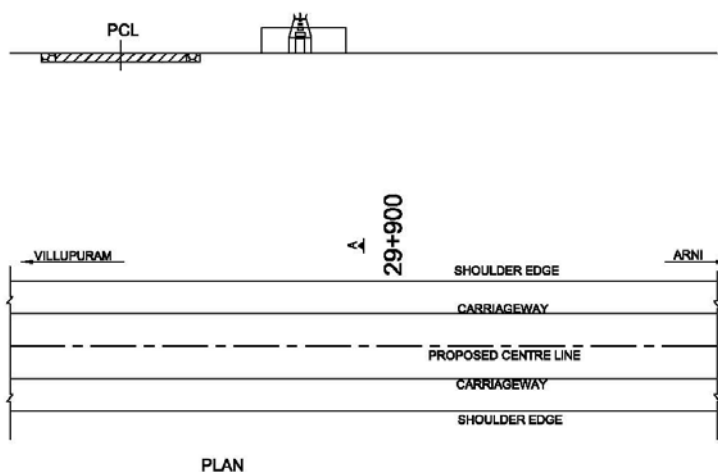 PCL
29+900
A
VILLUPURAM
ARNI
SHOULDER EDGE
CARRIAGEWAY
PROPOSED CENTRE LINE
CARRIAGEWAY
SHOULDER EDGE
PLAN